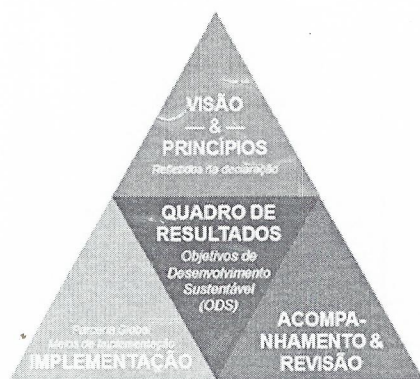 VISÃO
— & —
PRINCÍPIOS
Refletidos na declaração
QUADRO DE
RESULTADOS
Objetivos de
Desenvolvimento
Sustentável
(ODS)
Parceria Global
Meios de Implementação
IMPLEMENTAÇÃO
ACOMPA-
NHAMENTO &
REVISÃO